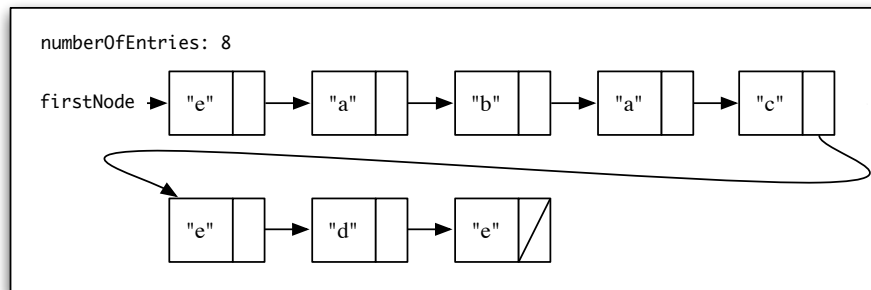 numberOfEntries: 8
firstNode "e" "a" "b" "a" "c"
"e" "d" "e"